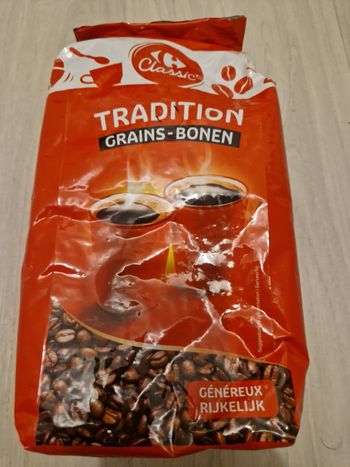 Classic
TRADITION
GRAINS-BONEN
GÉNÉREUX
RIJKELIJK